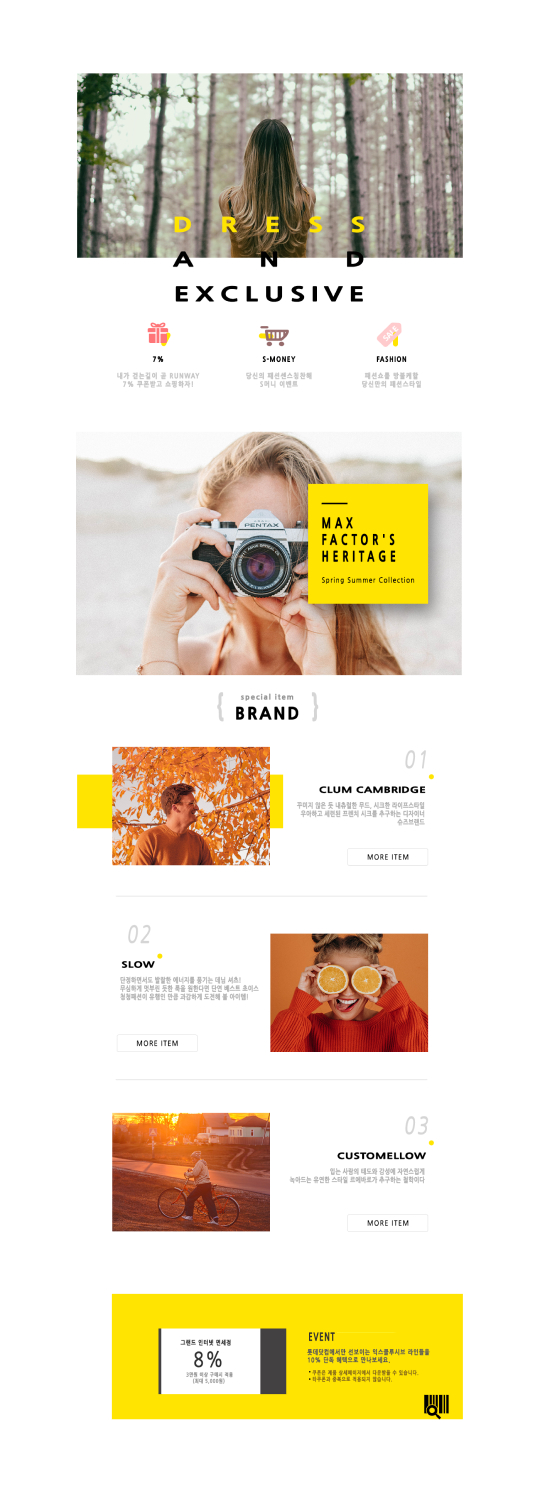 DRESS
AND
EXCLUSIVE
7%
S-MONEY
FASHION
내가 걷는길이 곧 RUNWAY
7% 쿠폰받고 쇼핑하자!
당신의 패션센스칭찬해
S머니 이벤트
패션쇼를 방불케할
당신만의 패션스타일
SALE
PENTAX
MAX
FACTOR'S
HERITAGE
Spring Summer Collection
special item
BRAND
01
CLUM CAMBRIDGE
꾸미지 않은 듯 내츄럴한 무드, 시크한 라이프스타일
우아하고 세련된 프렌치 시크를 추구하는 디자이너
슈즈브랜드
MORE ITEM
02
SLOW
단정하면서도 발랄한 에너지를 풍기는 데님 셔츠!
무심하게 멋부린 듯한 룩을 원한다면 단연 베스트 초이스
청청패션이 유행인 만큼 과감하게 도전해 볼 아이템!
MORE ITEM
03
CUSTOMELLOW
입는 사람의 태도와 감성에 자연스럽게
녹아드는 유연한 스타일 르메바로가 추구하는 철학이다
MORE ITEM
그랜드 인터넷 면세점
8%
3만원 이상 구매시 적용
(최대 5,000원)
EVENT
롯데닷컴에서만 선보이는 익스클루시브 라인들을
10% 단독 혜택으로 만나보세요.
* 쿠폰은 제품 상세페이지에서 다운받을 수 있습니다.
* 타쿠폰과 중복으로 적용되지 않습니다.